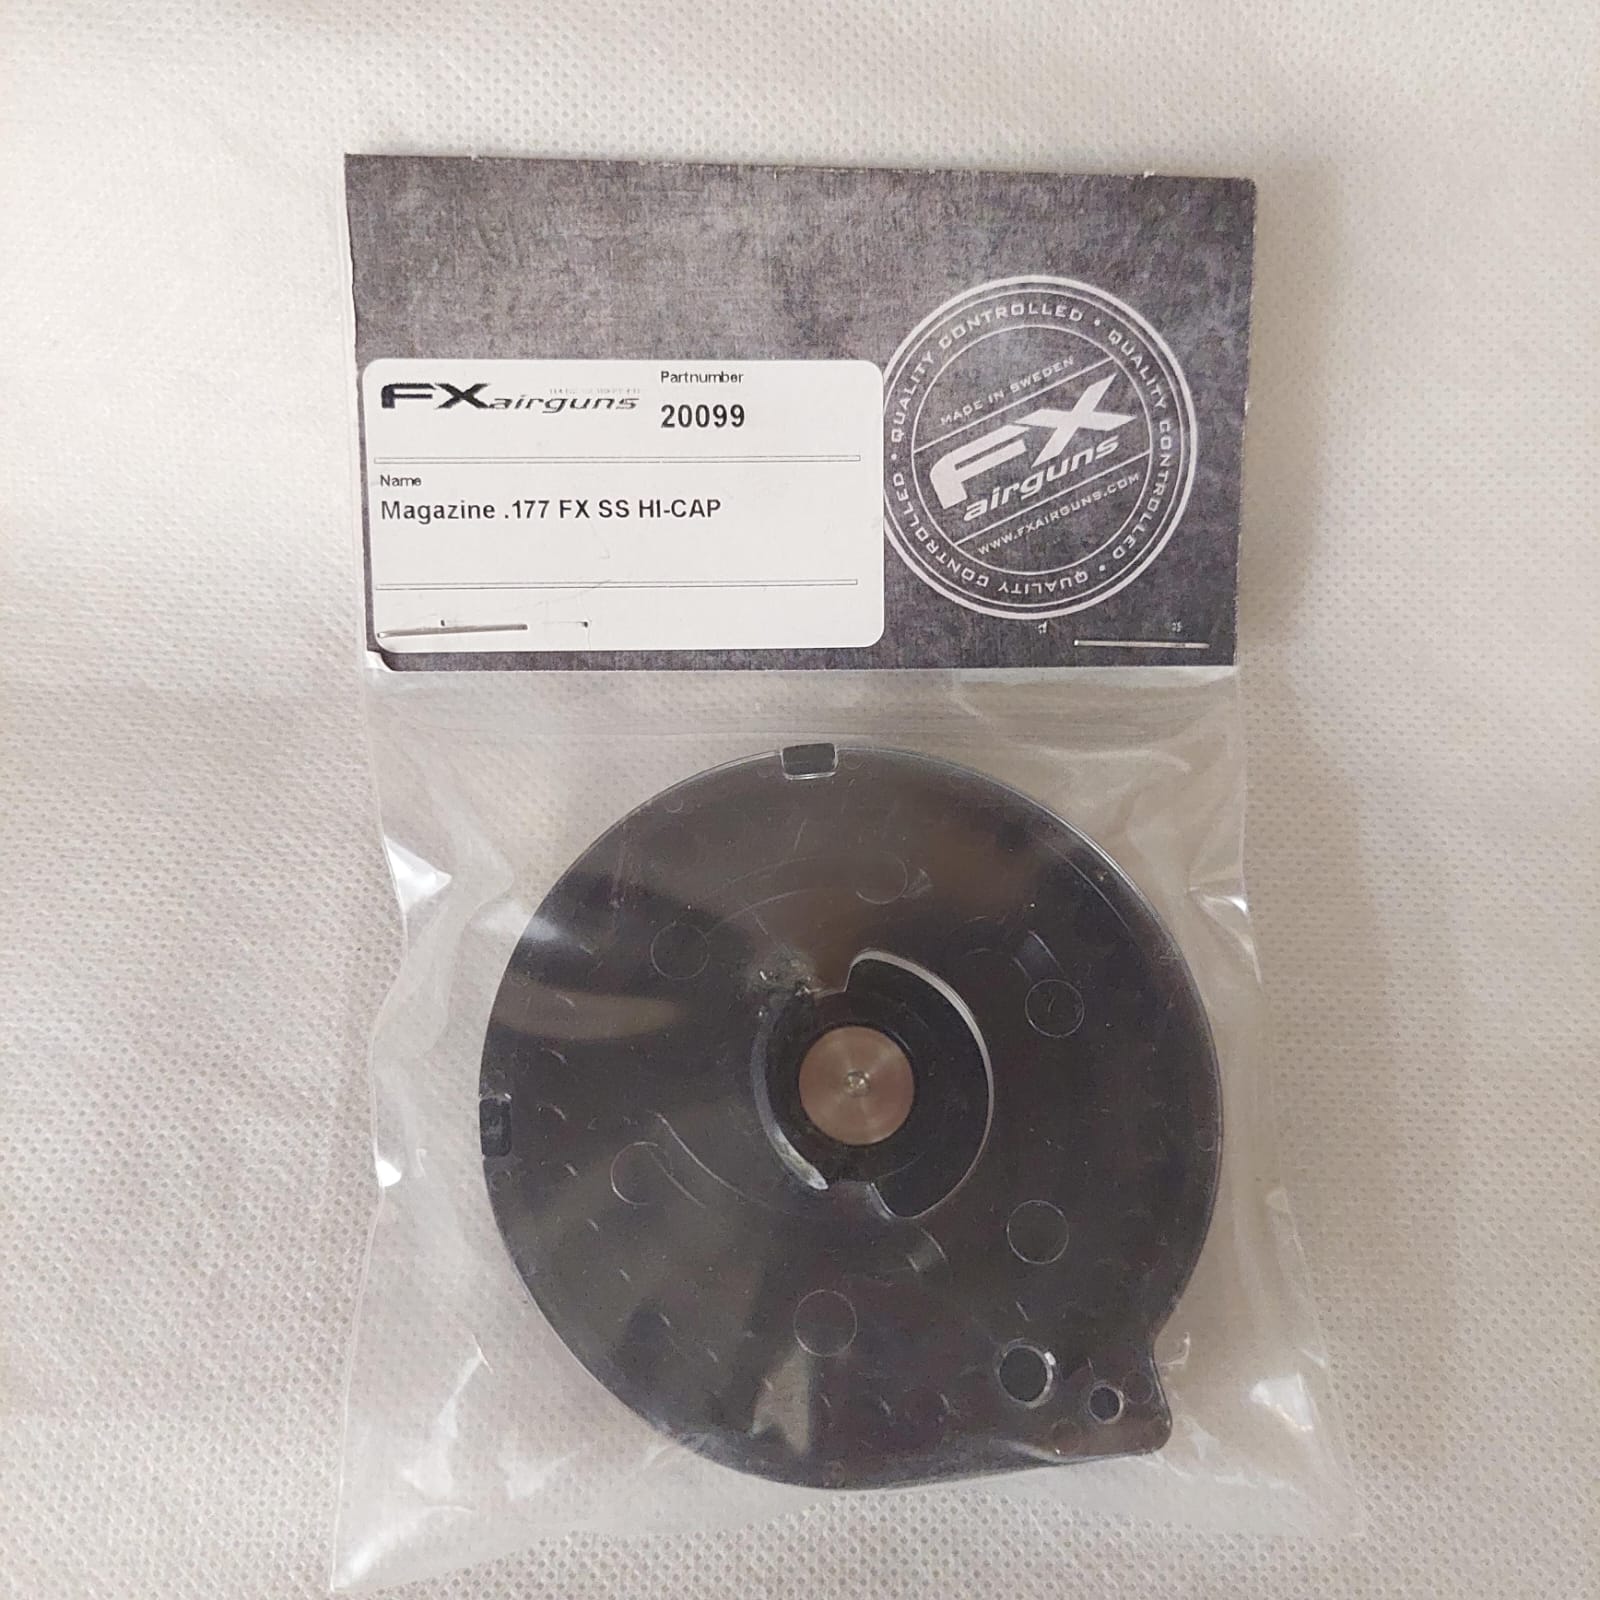 FXairguns
Partnumber
20099
Name
Magazine .177 FX SS HI-CAP
QUALITY CONTROLLED • QUALITY CONTROLLED • QUALITY CONTROLLED •
MADE IN SWEDEN
FX
airguns
WWW.FXAIRGUNS.COM